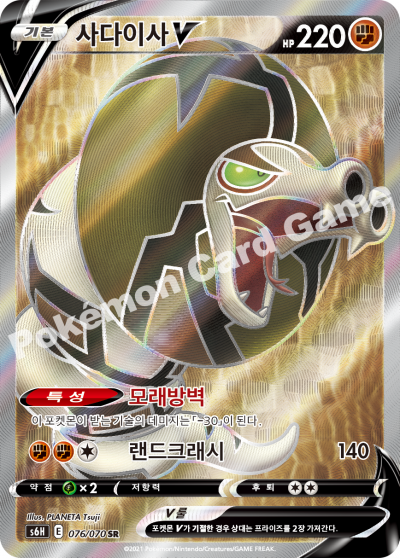 기본 사다이사V HP 220
Pokémon Card Game
특성 모래방벽
이 포켓몬이 받는 기술의 데미지는 「-30」이 된다.
랜드크래시 140
약점 ×2 저항력 후퇴
Illus. PLANETA Tsuji
V룰
s6H E 076/070 SR
포켓몬 V가 기절한 경우 상대는 프라이즈를 2장 가져간다.
©2021 Pokémon/Nintendo/Creatures/GAME FREAK.